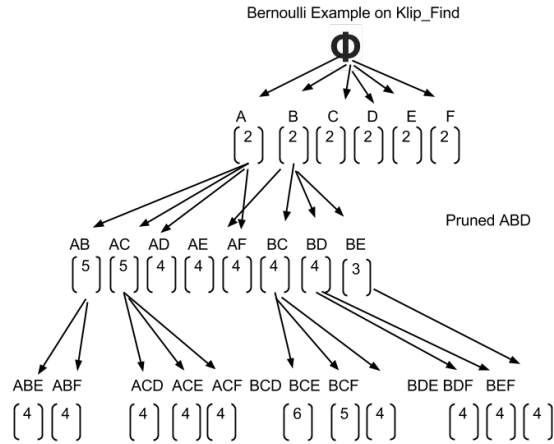 Bernoulli Example on Klip_Find
Φ
A B C D E F
2 2 2 2 2 2
Pruned ABD
AB AC AD AE AF BC BD BE
5 5 4 4 4 4 4 3
ABE ABF ACD ACE ACF BCD BCE BCF BDE BDF BEF
4 4 4 4 4 6 5 4 4 4 4